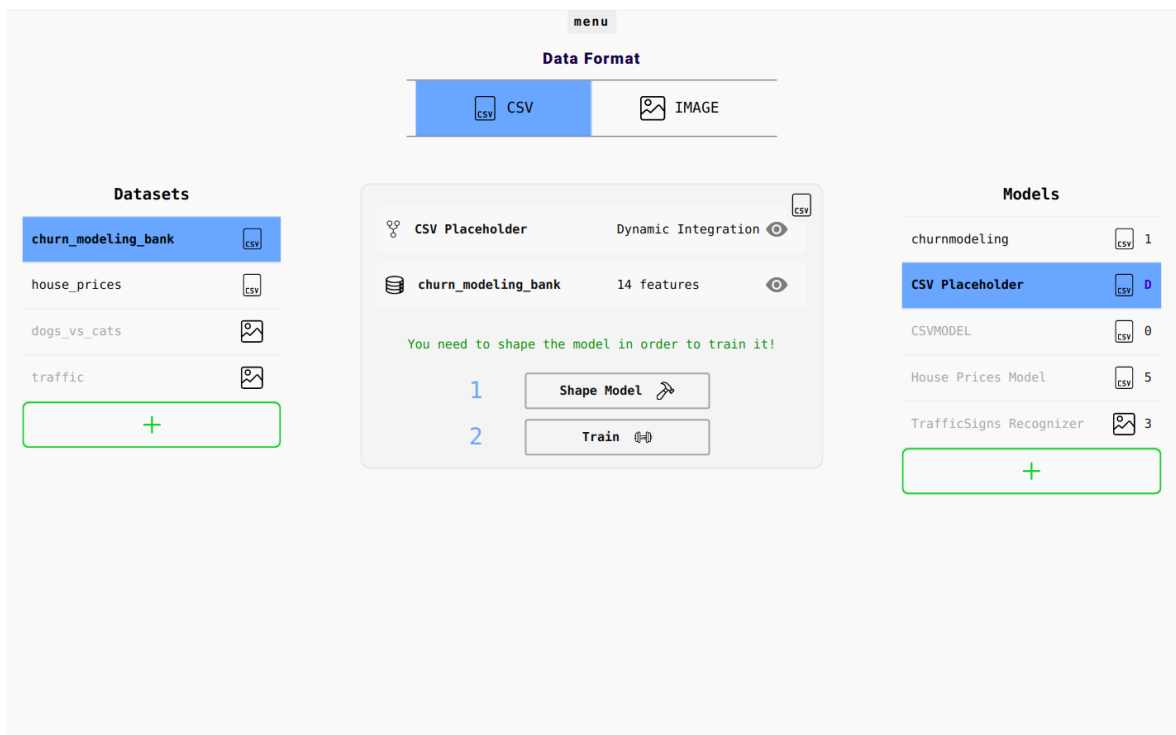 menu
Data Format
CSV CSV
IMAGE
Datasets
churn_modeling_bank CSV
house_prices CSV
dogs_vs_cats
traffic
+
CSV
CSV Placeholder Dynamic Integration
churn_modeling_bank 14 features
You need to shape the model in order to train it!
1 Shape Model
2 Train
Models
churnmodeling CSV 1
CSV Placeholder CSV D
CSVMODEL CSV 0
House Prices Model CSV 5
TrafficSigns Recognizer 3
+